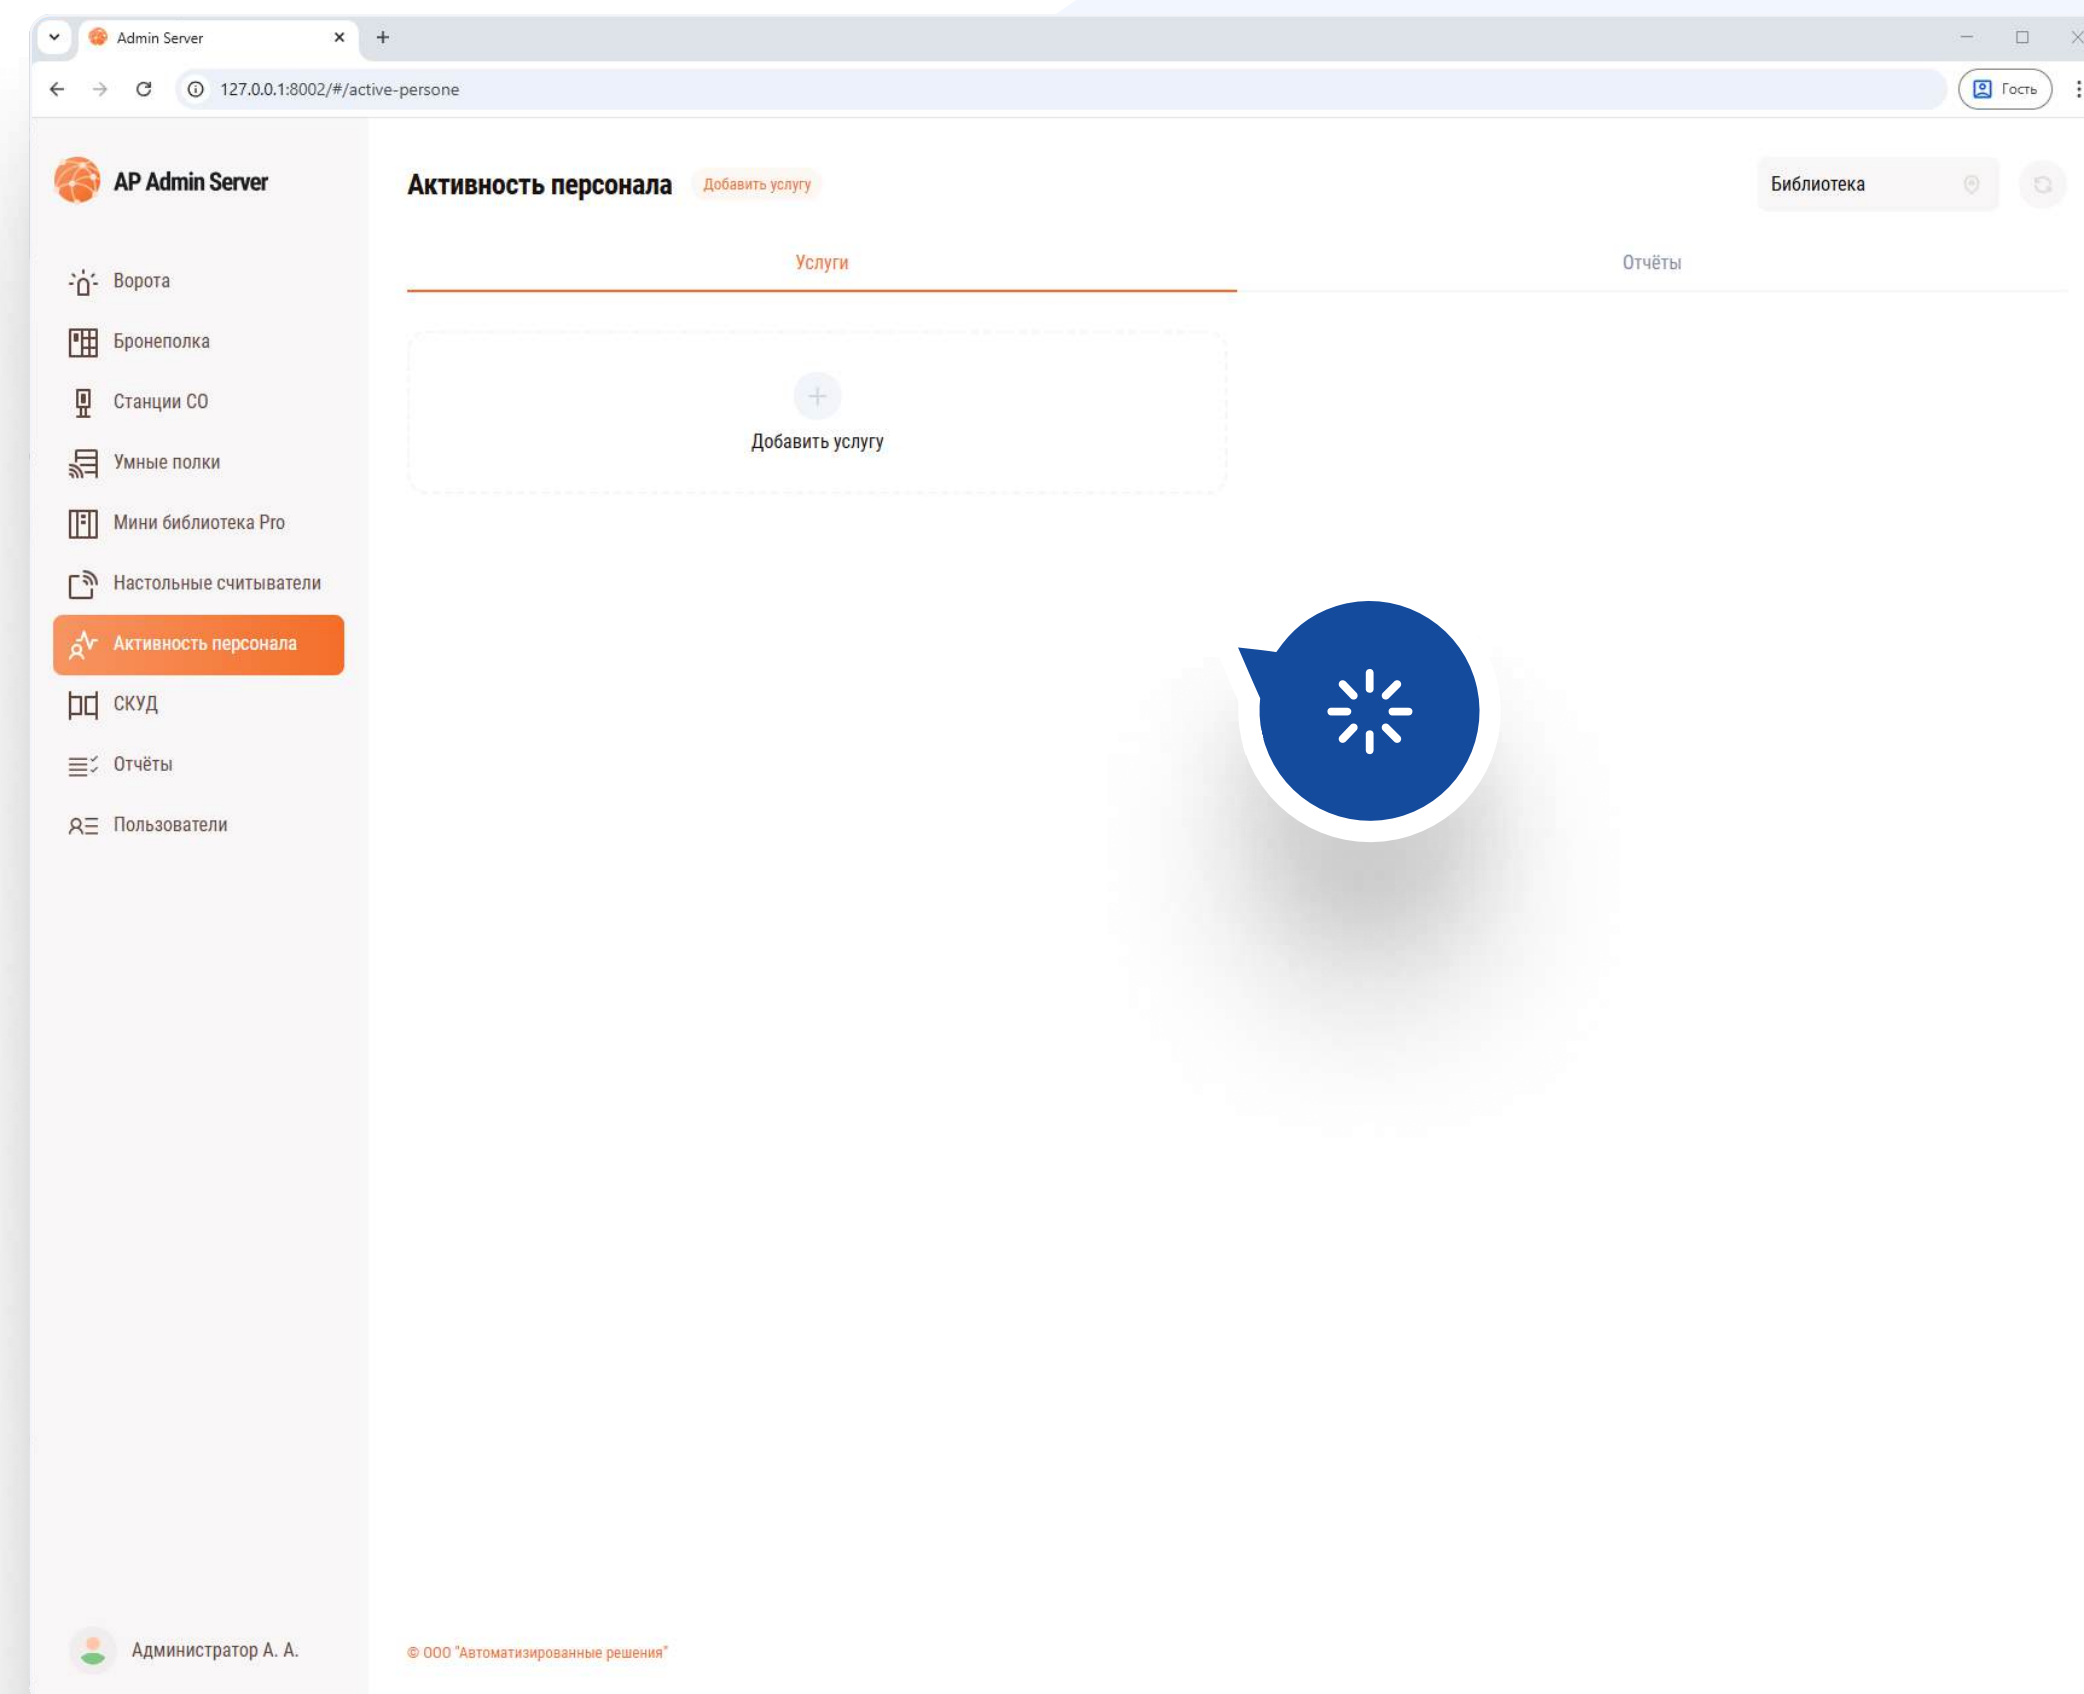 Admin Server
127.0.0.1:8002/#/active-persone
Гость
AP Admin Server
Активность персонала
Добавить услугу
Библиотека
Услуги
Отчёты
Добавить услугу
Ворота
Бронеполка
Станции СО
Умные полки
Мини библиотека Pro
Настольные считыватели
Активность персонала
СКУД
Отчёты
Пользователи
Администратор А. А.
© ООО "Автоматизированные решения"